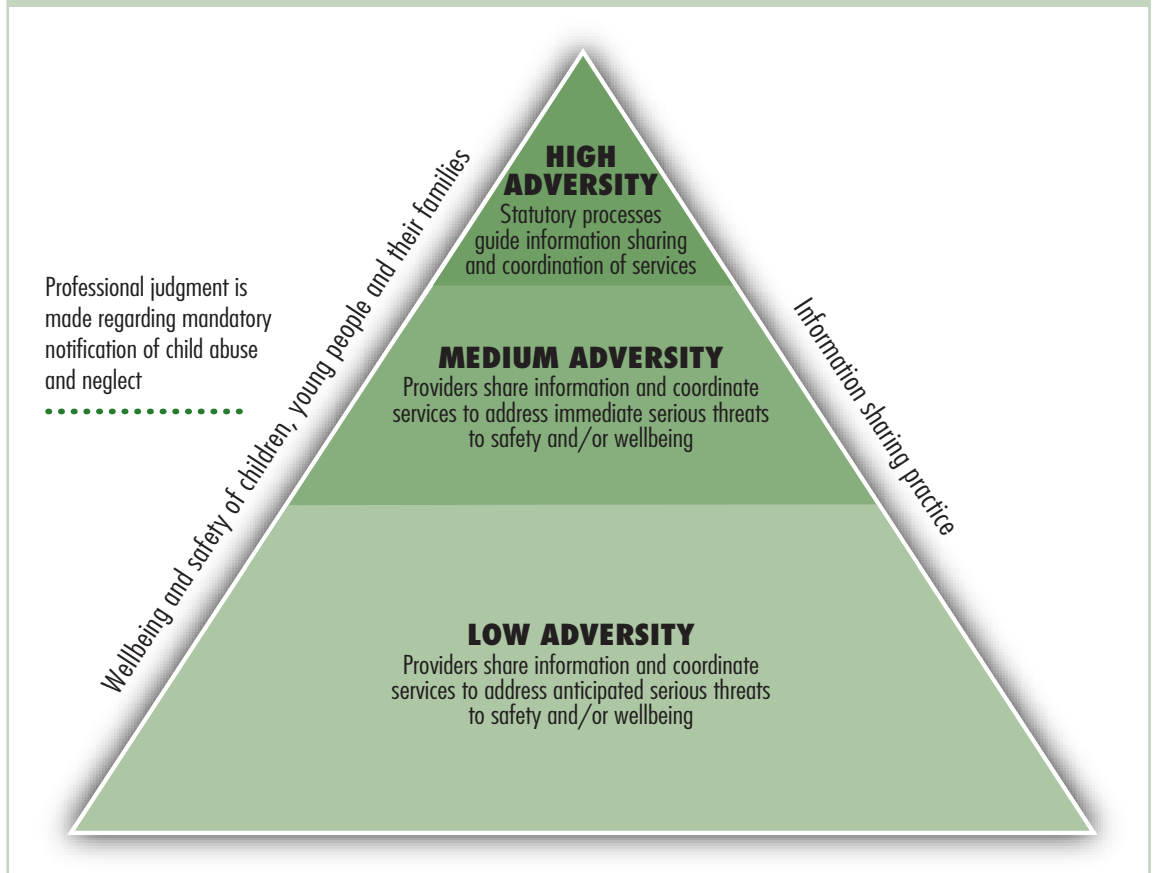 HIGH
ADVERSITY
Statutory processes
guide information sharing
and coordination of services
Wellbeing and safety of children, young people and their families
Professional judgment is
made regarding mandatory
notification of child abuse
and neglect
Information sharing practice
MEDIUM ADVERSITY
Providers share information and coordinate
services to address immediate serious threats
to safety and/or wellbeing
LOW ADVERSITY
Providers share information and coordinate
services to address anticipated serious threats
to safety and/or wellbeing